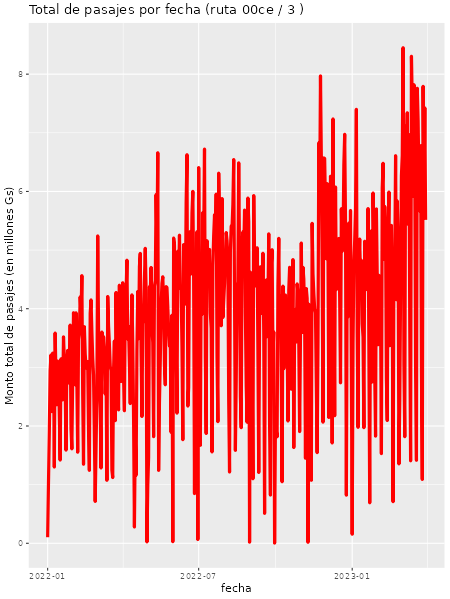 Total de pasajes por fecha (ruta 00ce / 3 )
Monto total de pasajes (en millones Gs)
8
6
4
2
0
2022-01
2022-07
2023-01
fecha